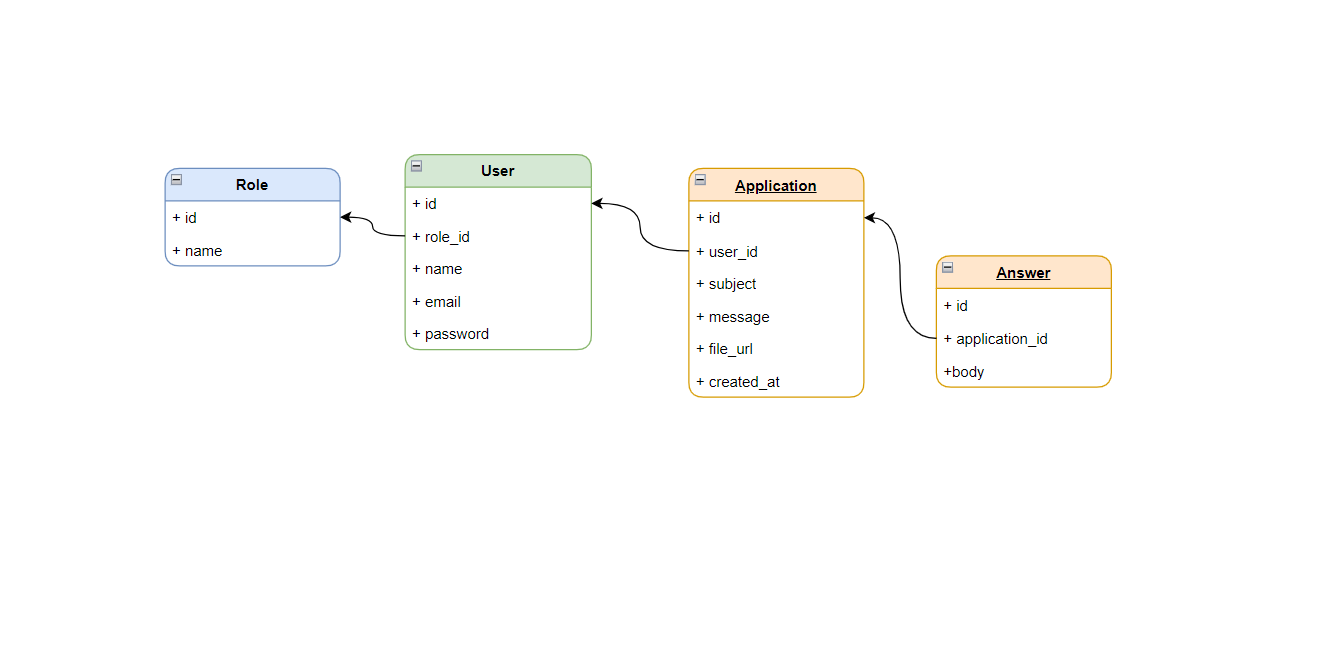 Role
+ id
+ name
User
+ id
+ role_id
+ name
+ email
+ password
Application
+ id
+ user_id
+ subject
+ message
+ file_url
+ created_at
Answer
+ id
+ application_id
+body